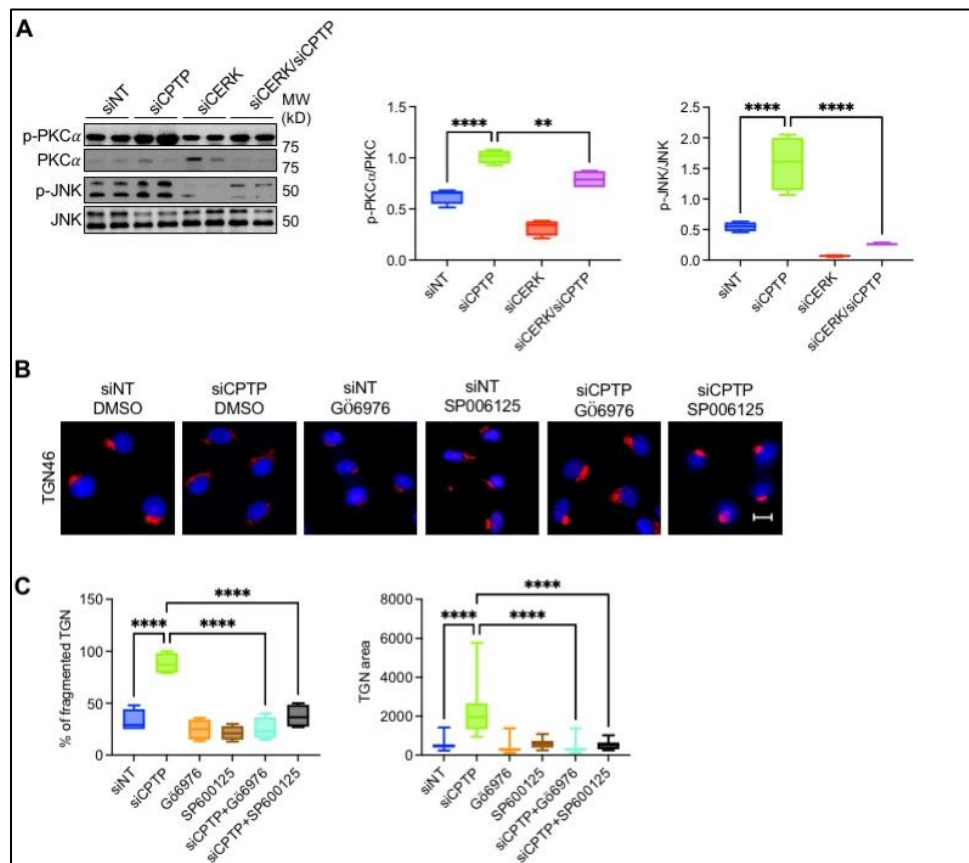 A
siNT
siCPTP
siCERK
siCERK/siCPTP
MW
(kD)
p-PKCα
75
PKCα
75
p-JNK
50
JNK
50
p-PKCα/PKC
1.5
1.0
0.5
0.0
****
**
siNT
siCPTP
siCERK
siCERK/siCPTP
p-JNK/JNK
2.5
2.0
1.5
1.0
0.5
0.0
****
****
siNT
siCPTP
siCERK
siCERK/siCPTP
B
siNT
DMSO
siCPTP
DMSO
siNT
GÖ6976
siNT
SP006125
siCPTP
GÖ6976
siCPTP
SP006125
TGN46
C
% of fragmented TGN
150
100
50
0
****
****
****
siNT
siCPTP
Gö6976
SP600125
siCPTP+Gö6976
siCPTP+SP600125
TGN area
8000
6000
4000
2000
0
****
****
****
siNT
siCPTP
Gö6976
SP600125
siCPTP+Gö6976
siCPTP+SP600125